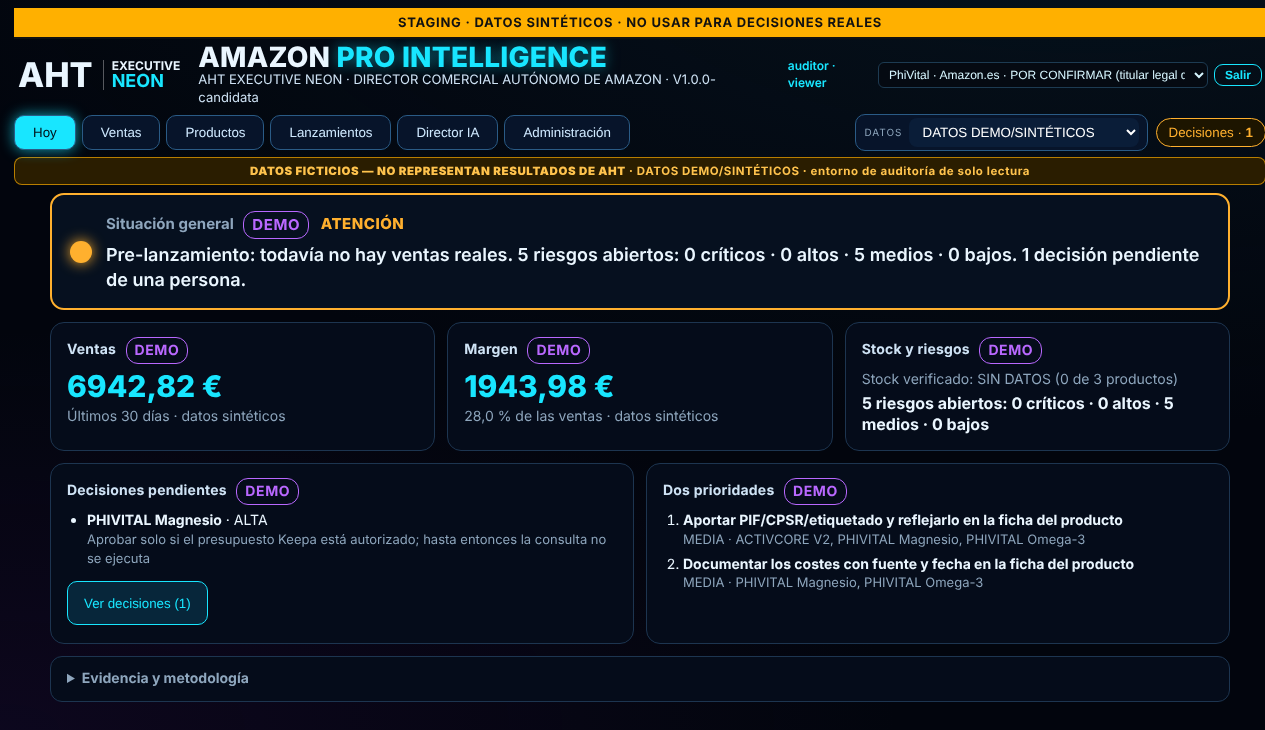 STAGING · DATOS SINTÉTICOS · NO USAR PARA DECISIONES REALES
AHT
EXECUTIVE
NEON
AMAZON PRO INTELLIGENCE
AHT EXECUTIVE NEON · DIRECTOR COMERCIAL AUTÓNOMO DE AMAZON · V1.0.0-
candidata
auditor ·
viewer
PhiVital · Amazon.es · POR CONFIRMAR (titular legal c
Salir
Hoy
Ventas
Productos
Lanzamientos
Director IA
Administración
DATOS
DATOS DEMO/SINTÉTICOS
Decisiones · 1
DATOS FICTICIOS — NO REPRESENTAN RESULTADOS DE AHT · DATOS DEMO/SINTÉTICOS · entorno de auditoría de solo lectura
Situación general DEMO ATENCIÓN
Pre-lanzamiento: todavía no hay ventas reales. 5 riesgos abiertos: 0 críticos · 0 altos · 5 medios · 0 bajos. 1 decisión pendiente
de una persona.
Ventas DEMO
6942,82 €
Últimos 30 días · datos sintéticos
Margen DEMO
1943,98 €
28,0 % de las ventas · datos sintéticos
Stock y riesgos DEMO
Stock verificado: SIN DATOS (0 de 3 productos)
5 riesgos abiertos: 0 críticos · 0 altos · 5
medios · 0 bajos
Decisiones pendientes DEMO
• PHIVITAL Magnesio · ALTA
Aprobar solo si el presupuesto Keepa está autorizado; hasta entonces la consulta no
se ejecuta
Ver decisiones (1)
Dos prioridades DEMO
1. Aportar PIF/CPSR/etiquetado y reflejarlo en la ficha del producto
MEDIA · ACTIVCORE V2, PHIVITAL Magnesio, PHIVITAL Omega-3
2. Documentar los costes con fuente y fecha en la ficha del producto
MEDIA · PHIVITAL Magnesio, PHIVITAL Omega-3
Evidencia y metodología